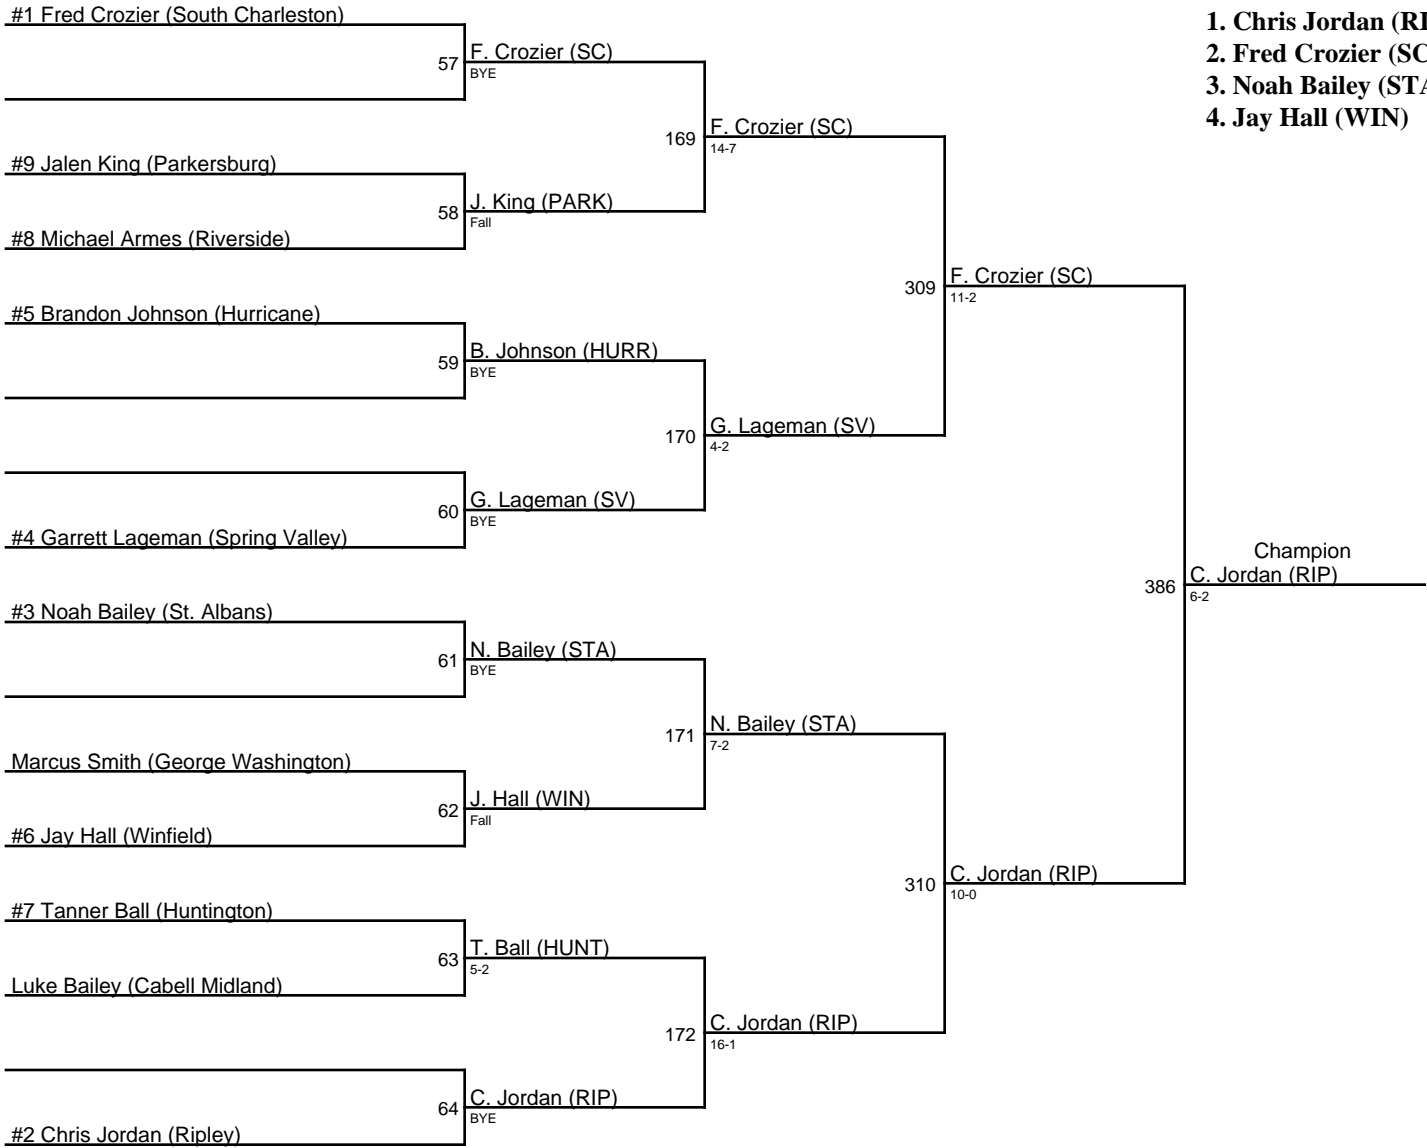 #1 Fred Crozier (South Charleston)
57
F. Crozier (SC)
BYE
#9 Jalen King (Parkersburg)
58
J. King (PARK)
Fall
#8 Michael Armes (Riverside)
169
F. Crozier (SC)
14-7
#5 Brandon Johnson (Hurricane)
59
B. Johnson (HURR)
BYE
60
G. Lageman (SV)
BYE
#4 Garrett Lageman (Spring Valley)
170
G. Lageman (SV)
4-2
309
F. Crozier (SC)
11-2
#3 Noah Bailey (St. Albans)
61
N. Bailey (STA)
BYE
Marcus Smith (George Washington)
62
J. Hall (WIN)
Fall
#6 Jay Hall (Winfield)
171
N. Bailey (STA)
7-2
#7 Tanner Ball (Huntington)
63
T. Ball (HUNT)
5-2
Luke Bailey (Cabell Midland)
64
C. Jordan (RIP)
BYE
#2 Chris Jordan (Ripley)
172
C. Jordan (RIP)
16-1
310
C. Jordan (RIP)
10-0
386
Champion
C. Jordan (RIP)
6-2
1. Chris Jordan (RI
2. Fred Crozier (SC
3. Noah Bailey (STA
4. Jay Hall (WIN)